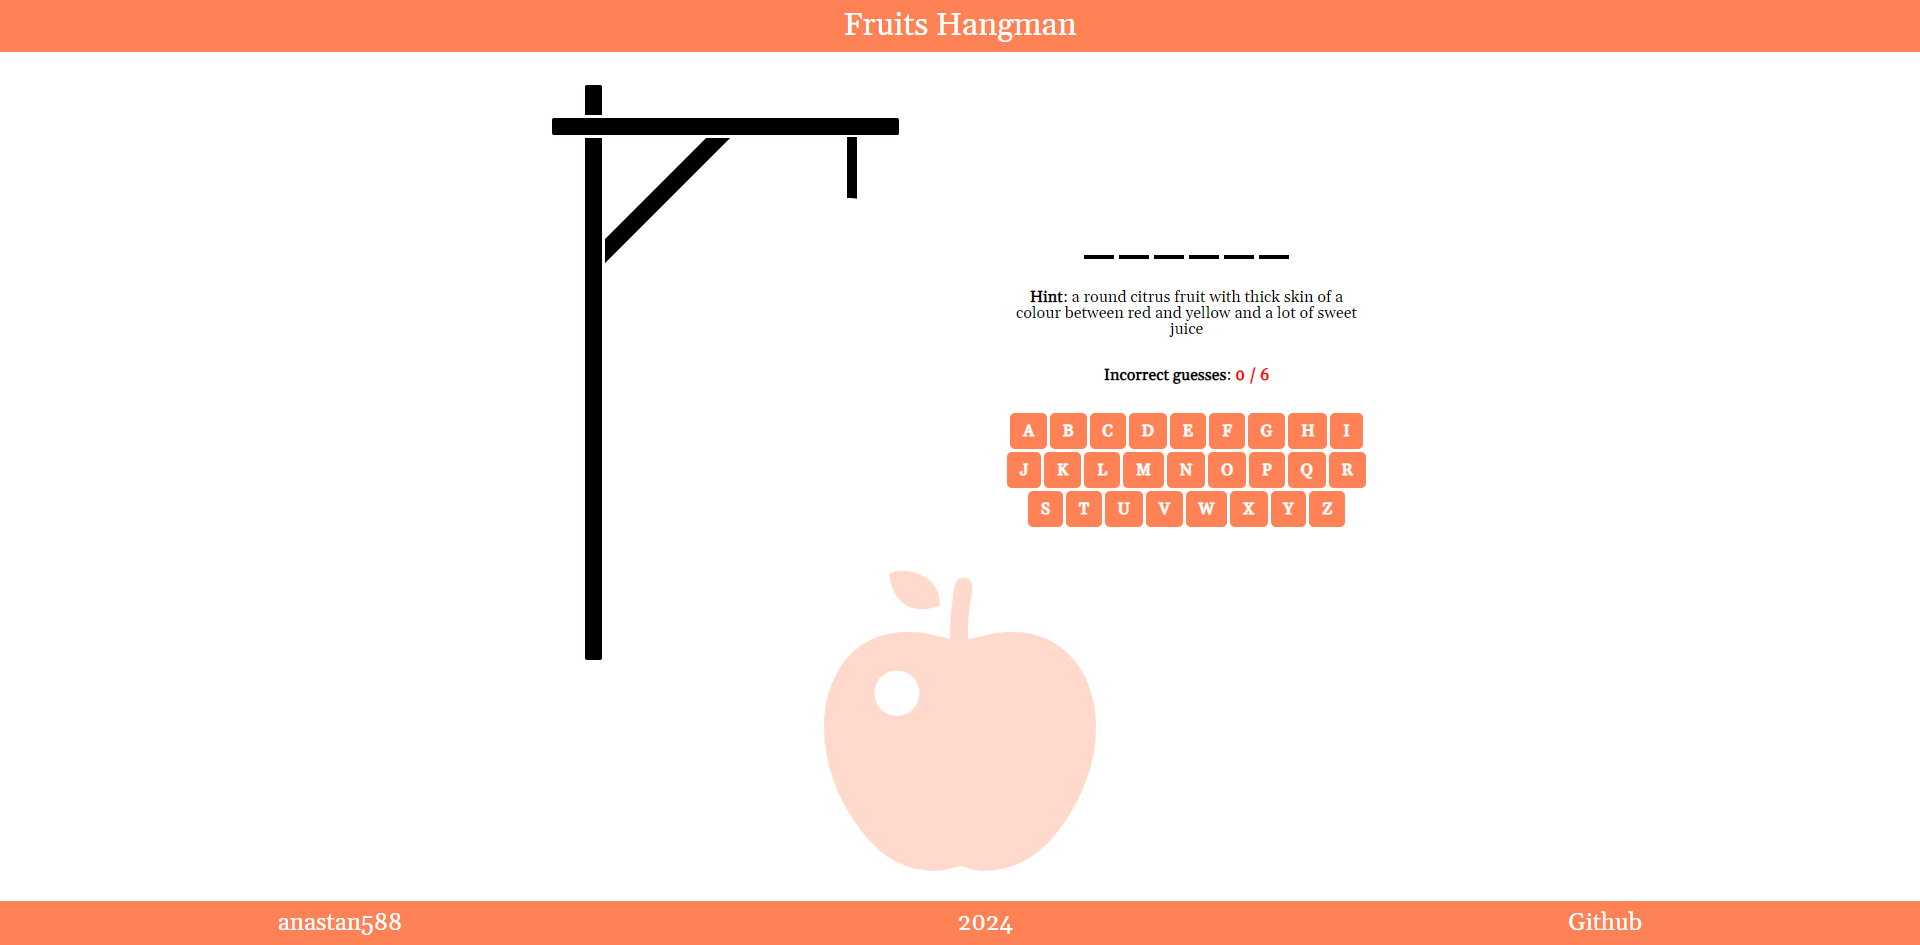 Fruits Hangman
Hint: a round citrus fruit with thick skin of a
colour between red and yellow and a lot of sweet
juice
Incorrect guesses: 0 / 6
A B C D E F G H I
J K L M N O P Q R
S T U V W X Y Z
anastan588 2024 Github